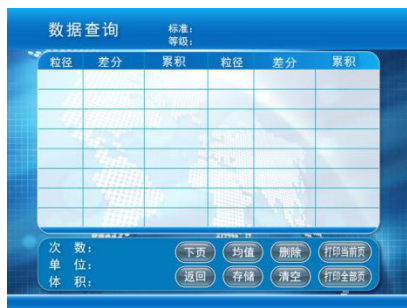 数据查询
标准：
等级：
粒径 差分 累积 粒径 差分 累积
次 数： 下页 均值 删除 打印当前页
单 位：
体 积： 返回 存储 清空 打印全部页